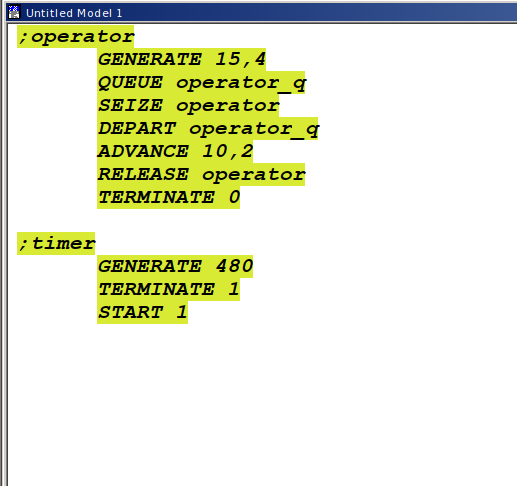 Untitled Model 1
;operator
GENERATE 15,4
QUEUE operator_q
SEIZE operator
DEPART operator_q
ADVANCE 10,2
RELEASE operator
TERMINATE 0
;timer
GENERATE 480
TERMINATE 1
START 1